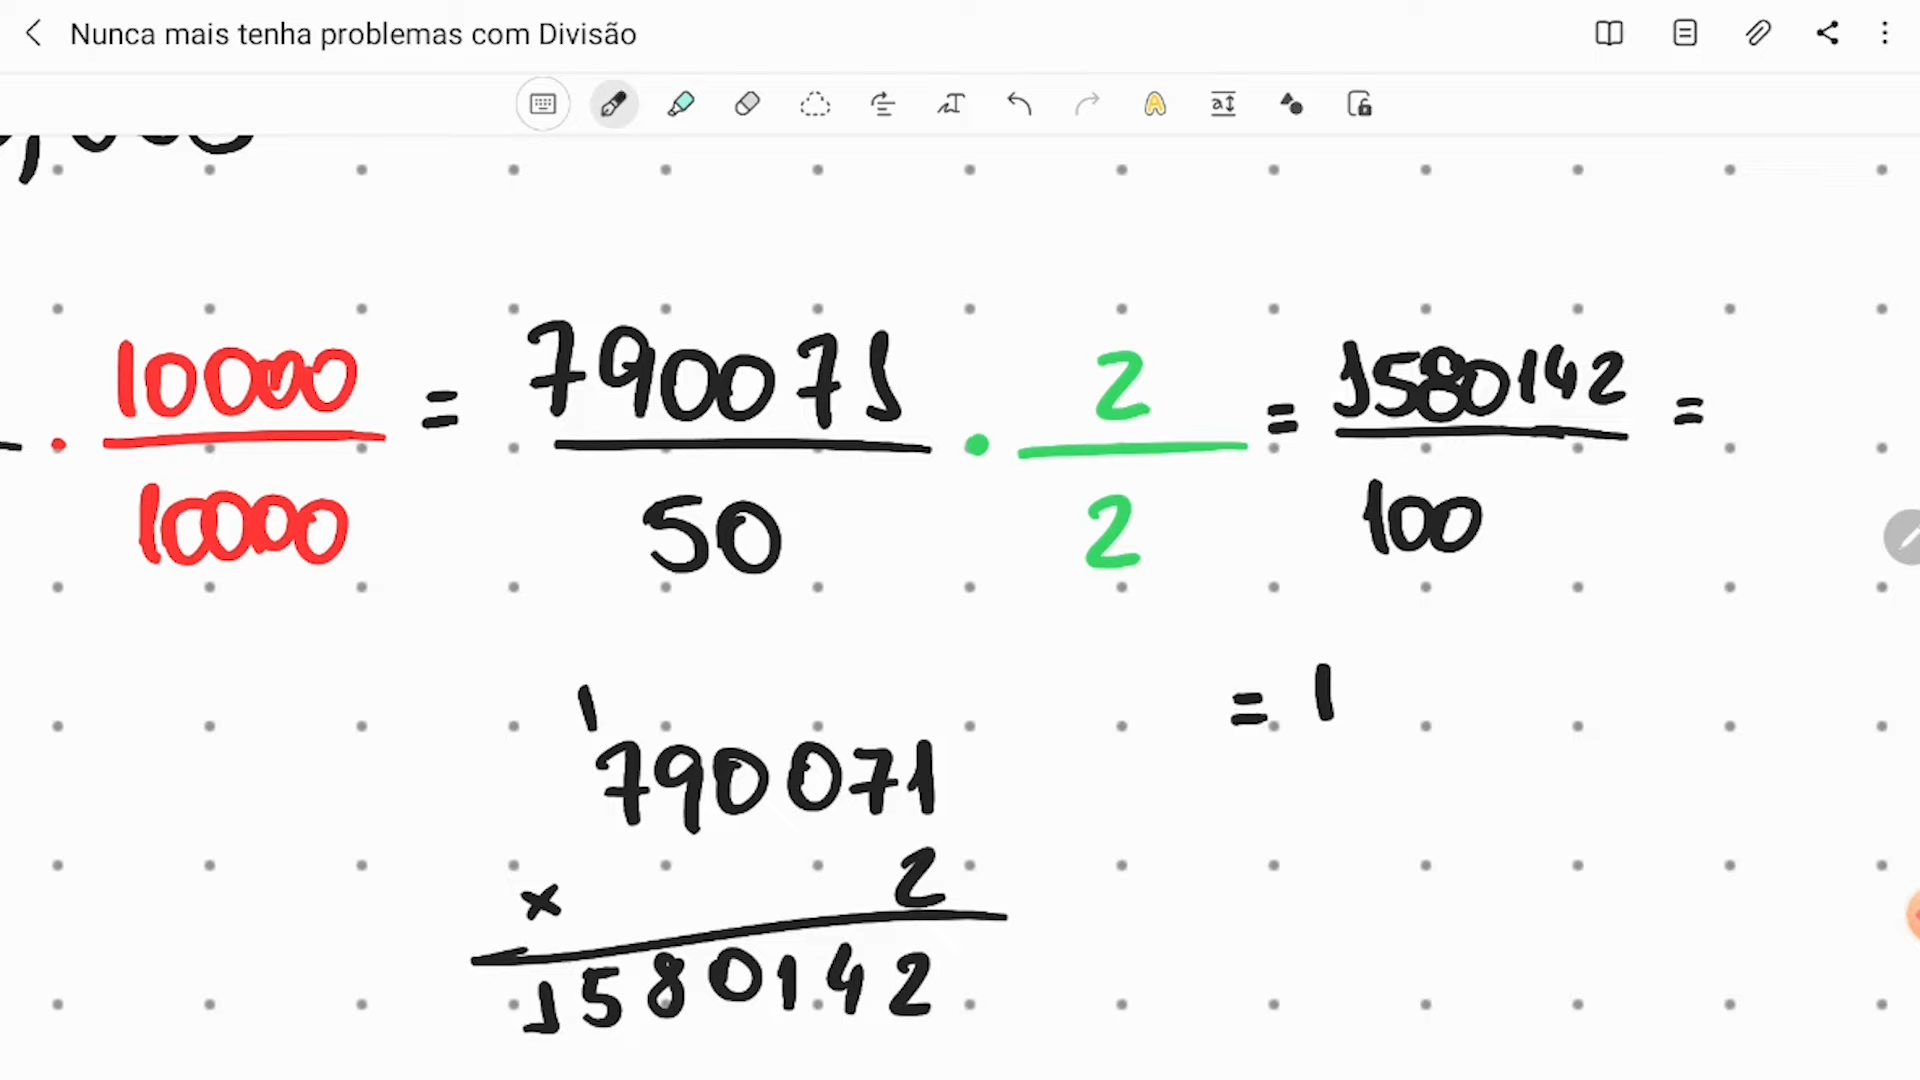 Nunca mais tenha problemas com Divisão
10000 = 790071 · 2 = 1580142 =
10000 50 2 100
= 1
1
790071
x 2
1580142